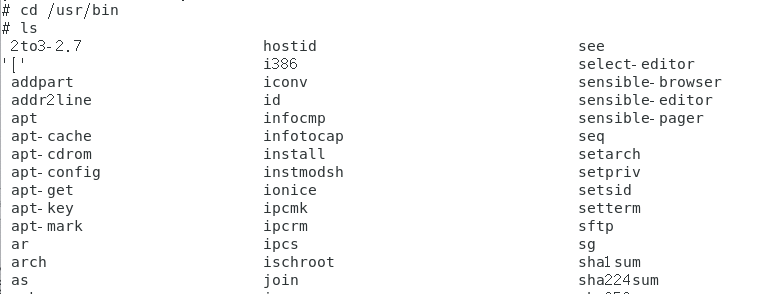 # cd /usr/bin
# ls
2to3-2.7 hostid see
'[' i386 select-editor
addpart iconv sensible-browser
addr2line id sensible-editor
apt infocmp sensible-pager
apt-cache infotocap seq
apt-cdrom install setarch
apt-config instmodsh setpriv
apt-get ionice setsid
apt-key ipcmk setterm
apt-mark ipcrm sftp
ar ipcs sg
arch ischroot sha1sum
as join sha224sum